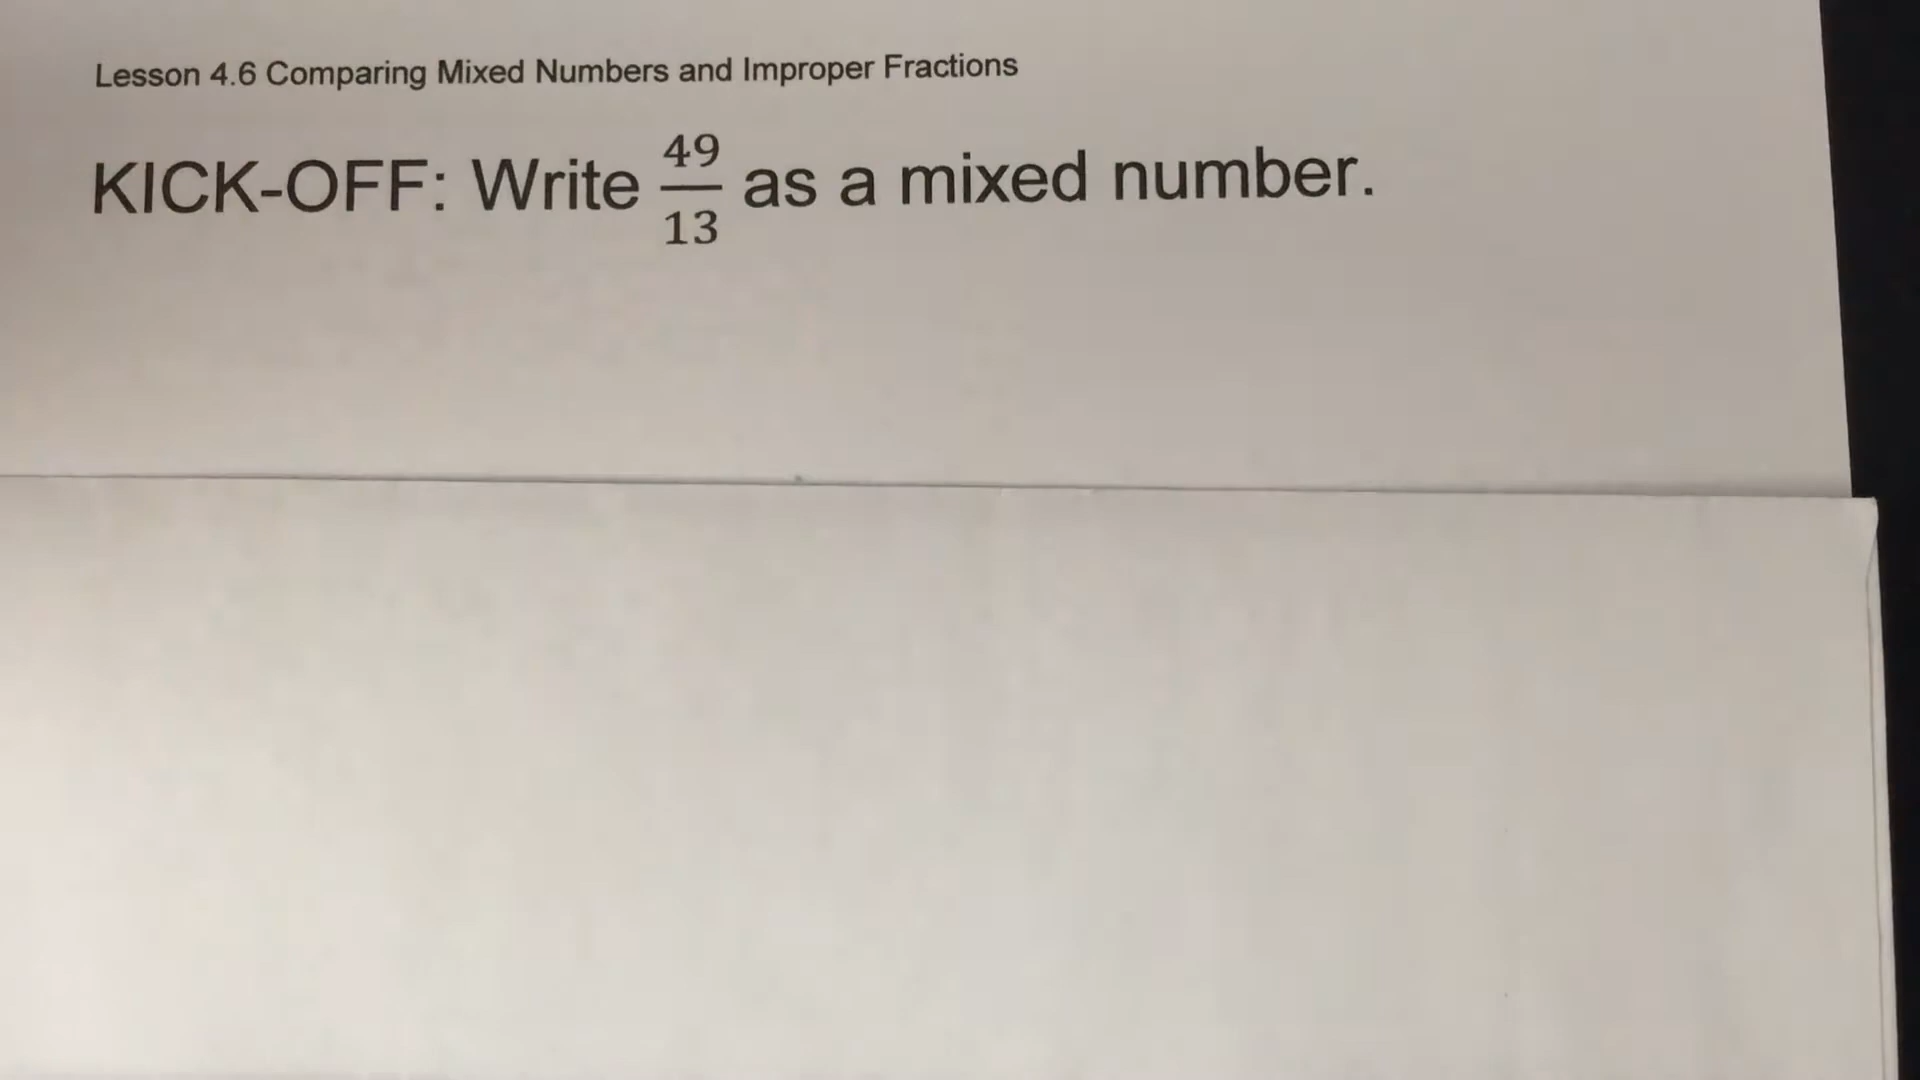 Lesson 4.6 Comparing Mixed Numbers and Improper Fractions
KICK-OFF: Write 49/13 as a mixed number.